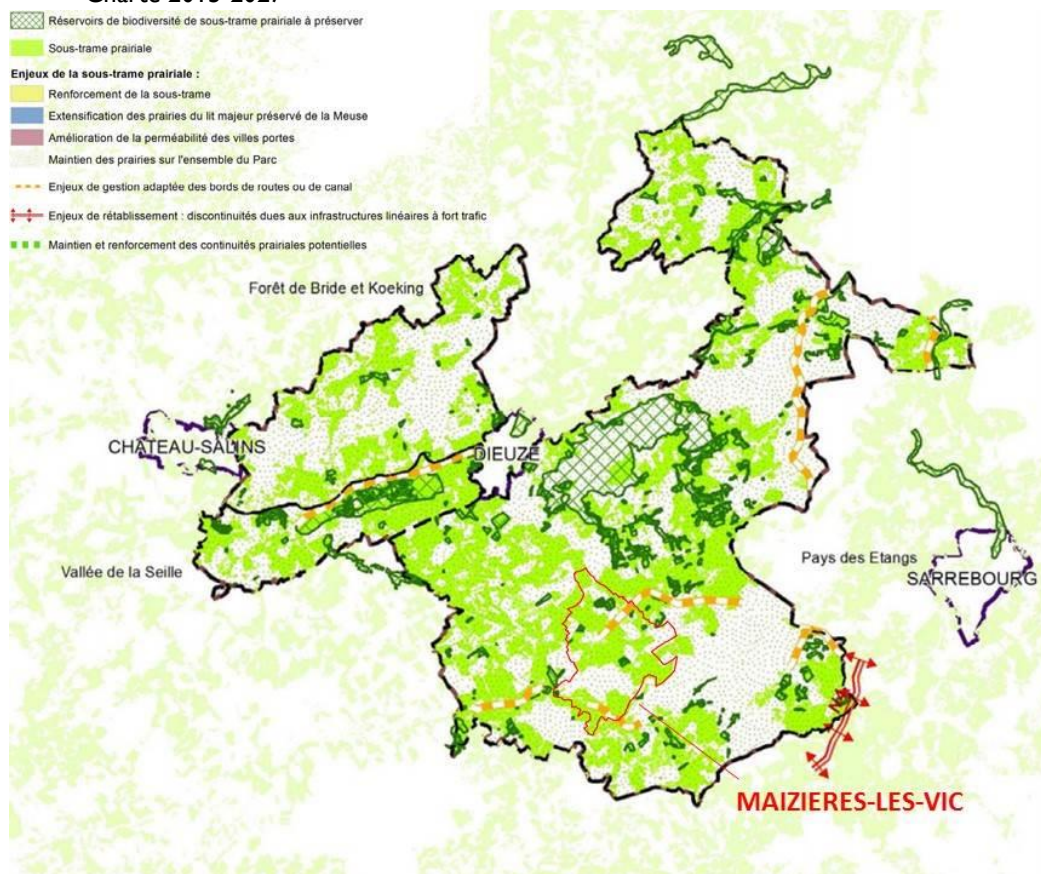 Charte 2015-2027
Réservoirs de biodiversité de sous-trame prairiale à préserver
Sous-trame prairiale
Enjeux de la sous-trame prairiale :
Renforcement de la sous-trame
Extensification des prairies du lit majeur préservé de la Meuse
Amélioration de la perméabilité des villes portes
Maintien des prairies sur l'ensemble du Parc
Enjeux de gestion adaptée des bords de routes ou de canal
Enjeux de rétablissement : discontinuités dues aux infrastructures linéaires à fort trafic
Maintien et renforcement des continuités prairiales potentielles
Forêt de Bride et Koeking
CHATEAU-SALINS
DIEUZE
Pays des Etangs
Vallée de la Seille
SARREBOURG
MAIZIERES-LES-VIC